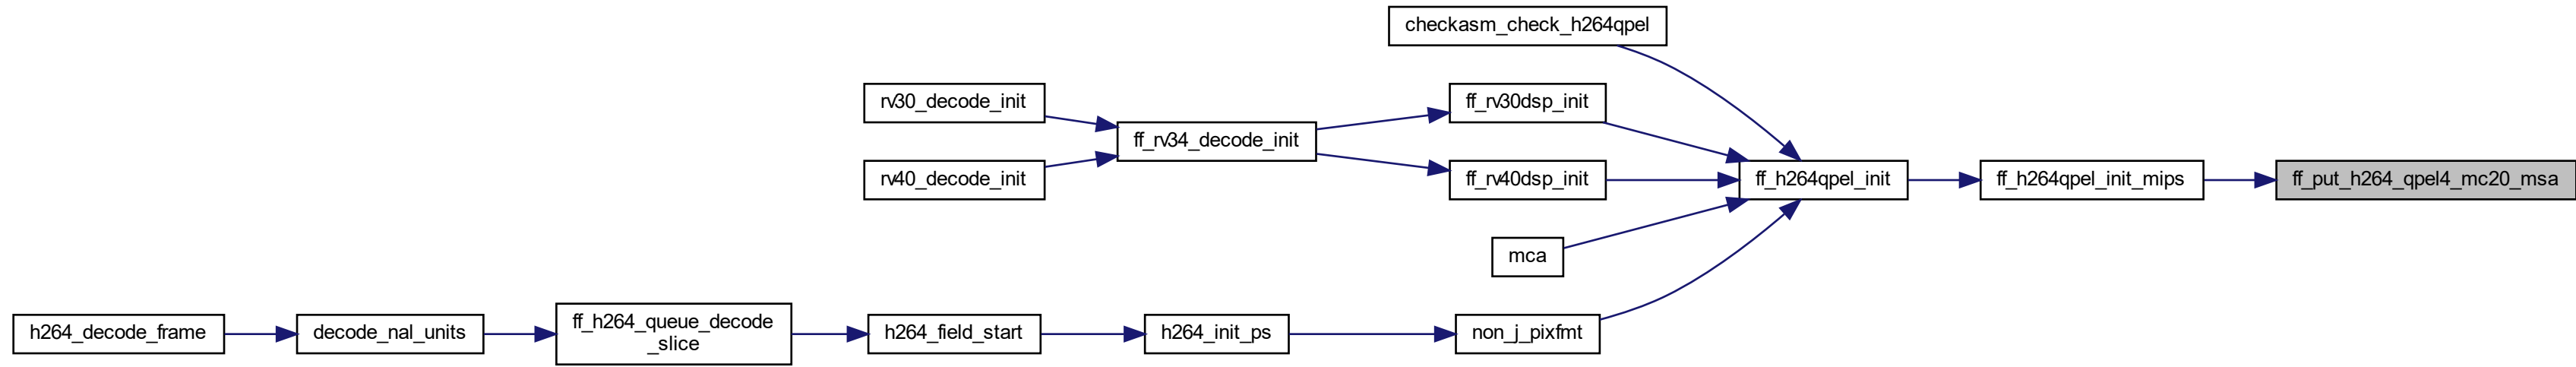 checkasm_check_h264qpel
rv30_decode_init
ff_rv30dsp_init
ff_rv34_decode_init
rv40_decode_init
ff_rv40dsp_init
ff_h264qpel_init
ff_h264qpel_init_mips
ff_put_h264_qpel4_mc20_msa
mca
h264_decode_frame
decode_nal_units
ff_h264_queue_decode
_slice
h264_field_start
h264_init_ps
non_j_pixfmt